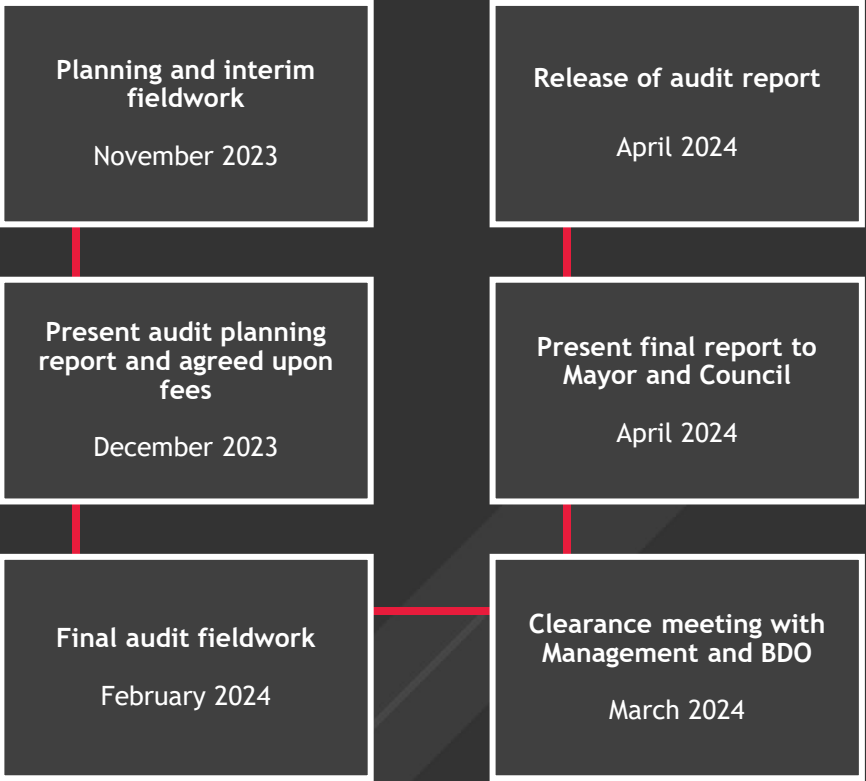 Planning and interim
fieldwork
November 2023
Present audit planning
report and agreed upon
fees
December 2023
Final audit fieldwork
February 2024
Clearance meeting with
Management and BDO
March 2024
Present final report to
Mayor and Council
April 2024
Release of audit report
April 2024